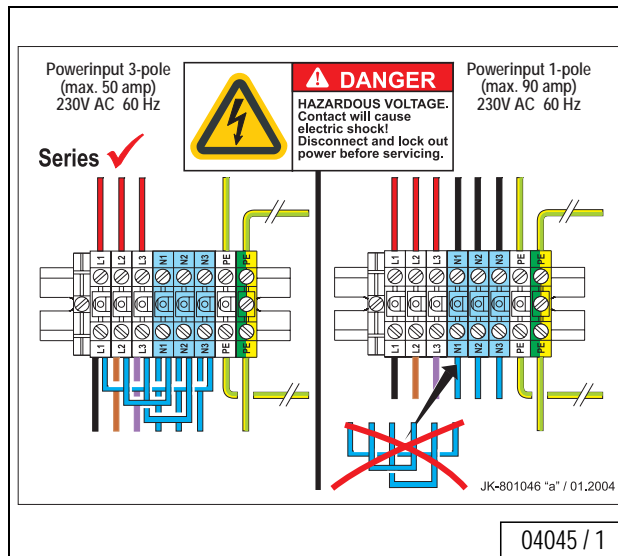 Powerinput 3-pole
(max. 50 amp)
230V AC 60 Hz
DANGER
HAZARDOUS VOLTAGE.
Contact will cause
electric shock!
Disconnect and lock out
power before servicing.
Powerinput 1-pole
(max. 90 amp)
230V AC 60 Hz
Series
L1 L2 L3 N1 N2 N3 PE PE
L1 L2 L3 N1 N2 N3 PE PE
L1 L2 L3 N1 N2 N3 PE PE
L1 L2 L3 N1 N2 N3 PE PE
JK-801046 "a" / 01.2004
04045 / 1